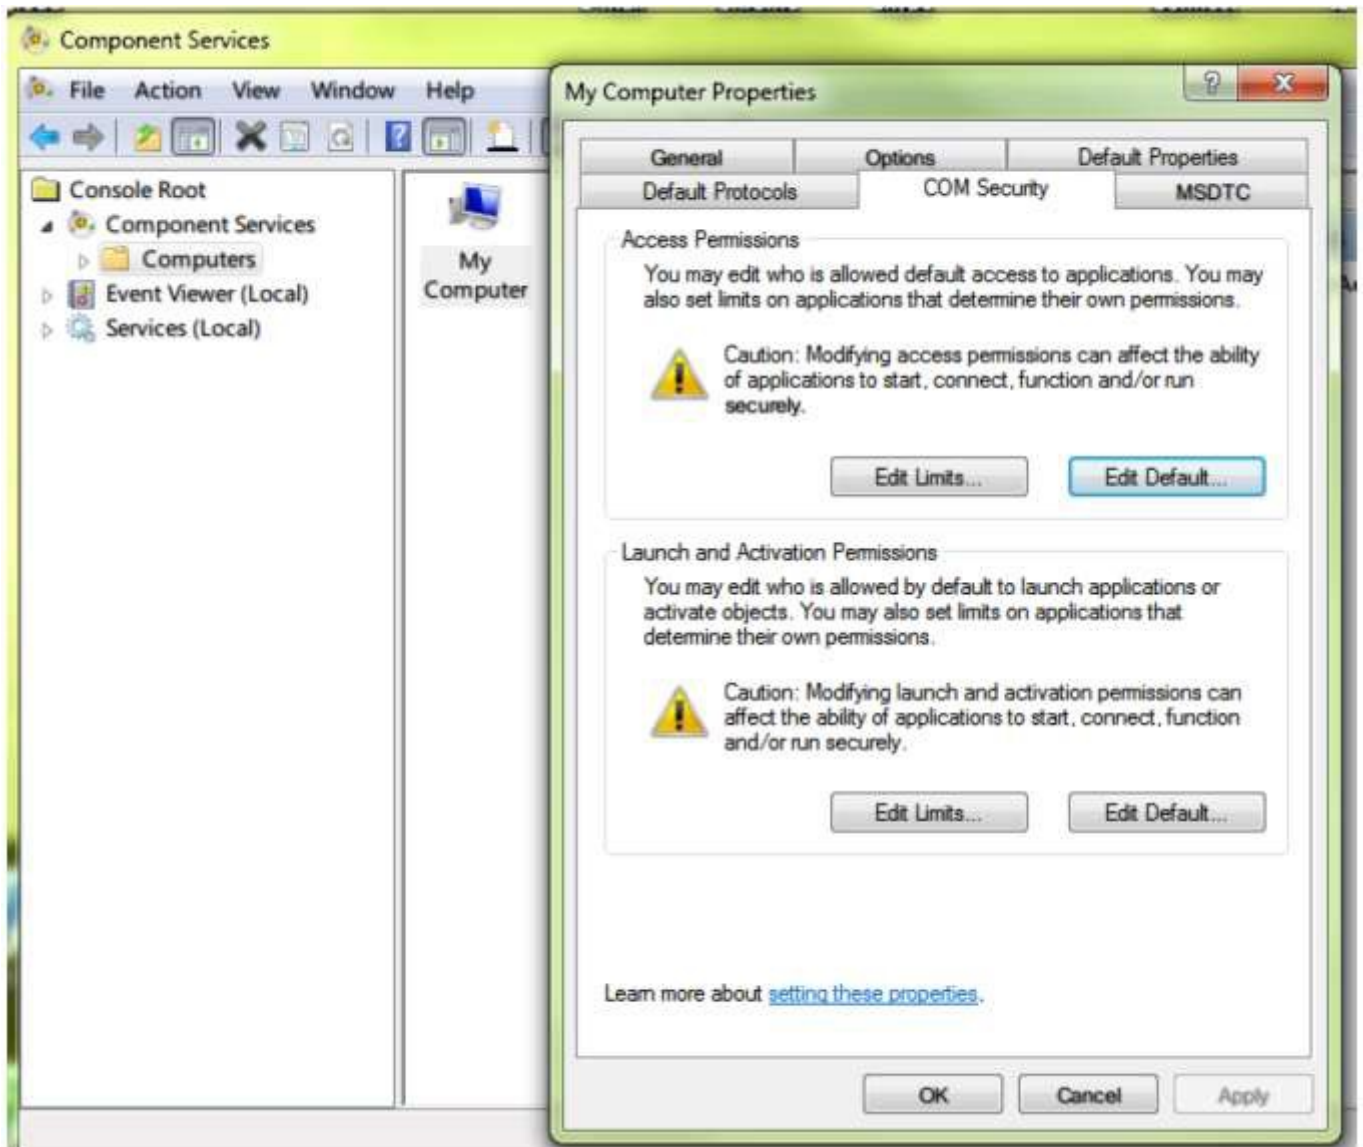 Component Services
File Action View Window Help
Console Root
Component Services
Computers
Event Viewer (Local)
Services (Local)
My
Computer
My Computer Properties
General Options Default Properties
Default Protocols COM Security MSDTC
Access Permissions
You may edit who is allowed default access to applications. You may
also set limits on applications that determine their own permissions.
Caution: Modifying access permissions can affect the ability
of applications to start, connect, function and/or run
securely.
Edit Limits... Edit Default...
Launch and Activation Permissions
You may edit who is allowed by default to launch applications or
activate objects. You may also set limits on applications that
determine their own permissions.
Caution: Modifying launch and activation permissions can
affect the ability of applications to start, connect, function
and/or run securely.
Edit Limits... Edit Default...
Learn more about setting these properties.
OK Cancel Apply